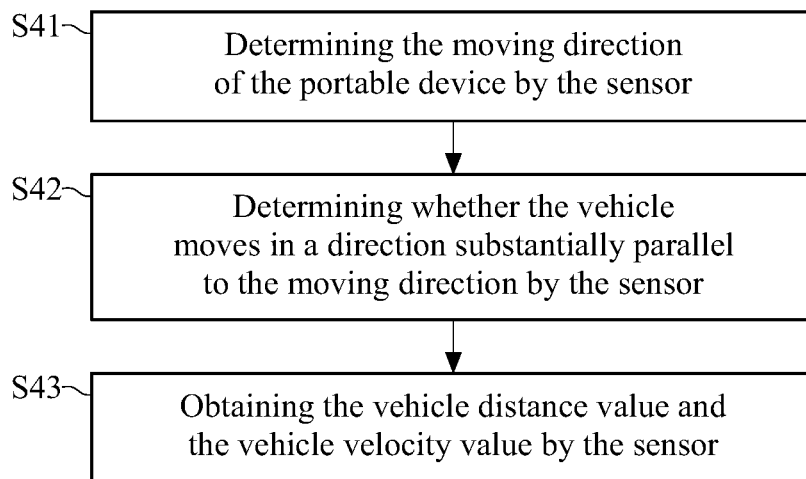 S41
Determining the moving direction
of the portable device by the sensor
S42
Determining whether the vehicle
moves in a direction substantially parallel
to the moving direction by the sensor
S43
Obtaining the vehicle distance value and
the vehicle velocity value by the sensor